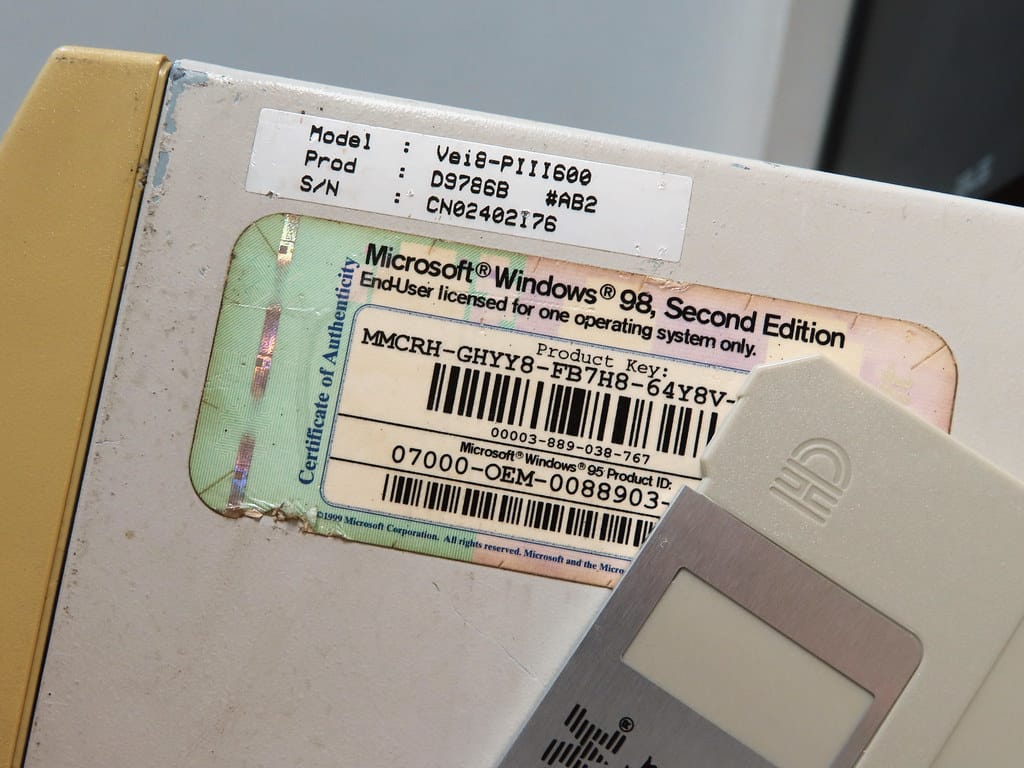 Model : Vei8-PIII600
Prod : D9786B #AB2
S/N : CN02402176
Microsoft® Windows® 98, Second Edition
End-User licensed for one operating system only.
Certificate of Authenticity
Product Key:
MMCRH-GHYY8-FB7H8-64Y8V-
00003-889-038-767
Microsoft® Windows® 95 Product ID:
07000-OEM-0088903-
©1999 Microsoft Corporation. All rights reserved. Microsoft and the Micro
HD
®